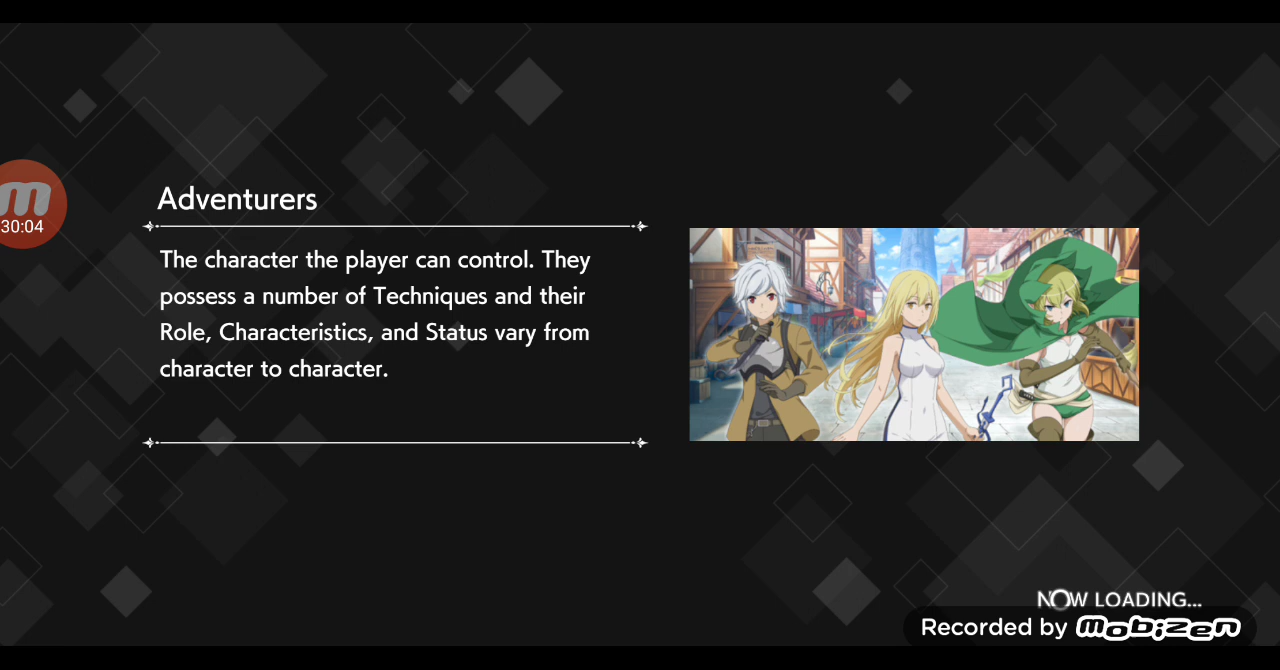 Adventurers
The character the player can control. They
possess a number of Techniques and their
Role, Characteristics, and Status vary from
character to character.
m
30:04
NOW LOADING...
Recorded by mobizen